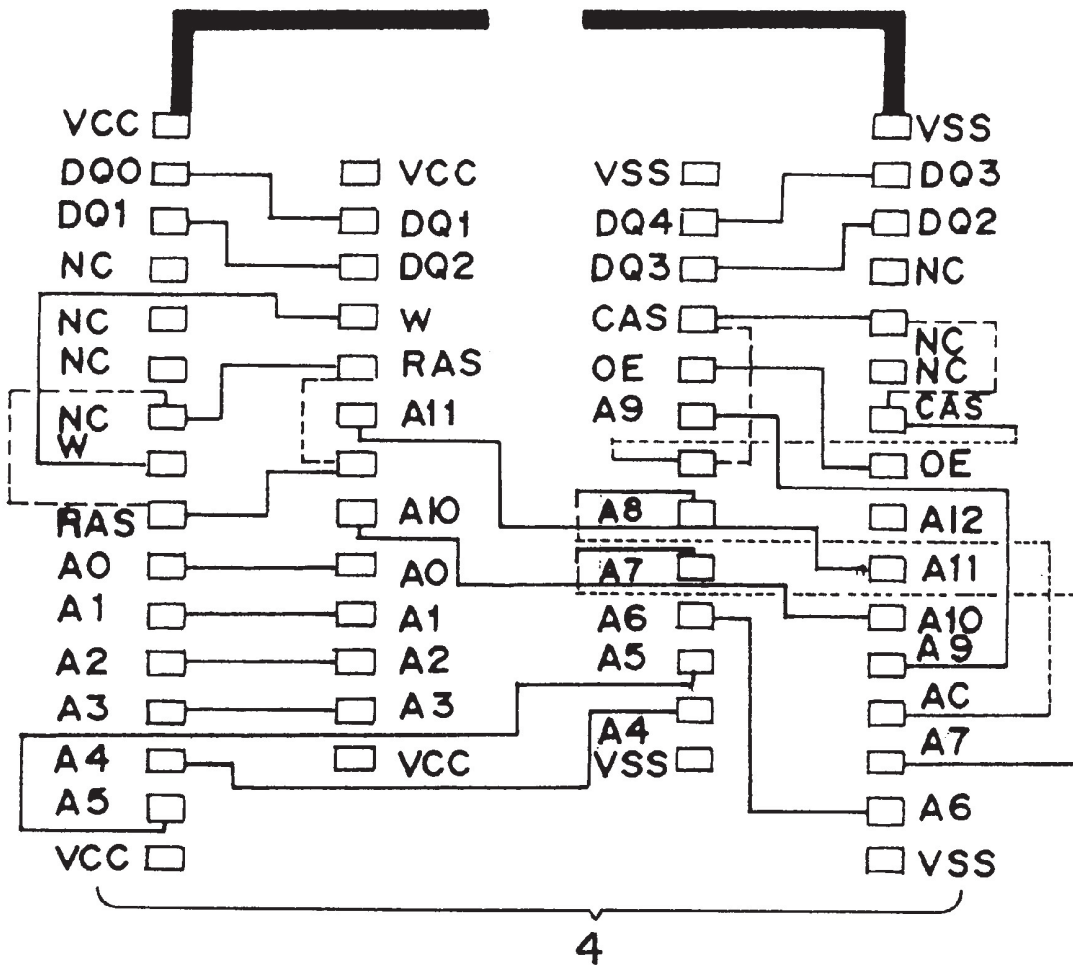 VCC VSS
DQ0 VCC VSS DQ3
DQ1 DQ1 DQ4 DQ2
NC DQ2 DQ3 NC
NC W CAS NC
NC RAS OE NC
NC A11 A9 CAS
W OE
RAS A10 A8 A12
A0 A0 A7 A11
A1 A1 A6 A10
A2 A2 A5 A9
A3 A3 A4 AC
A4 VCC VSS A7
A5 A6
VCC VSS
4